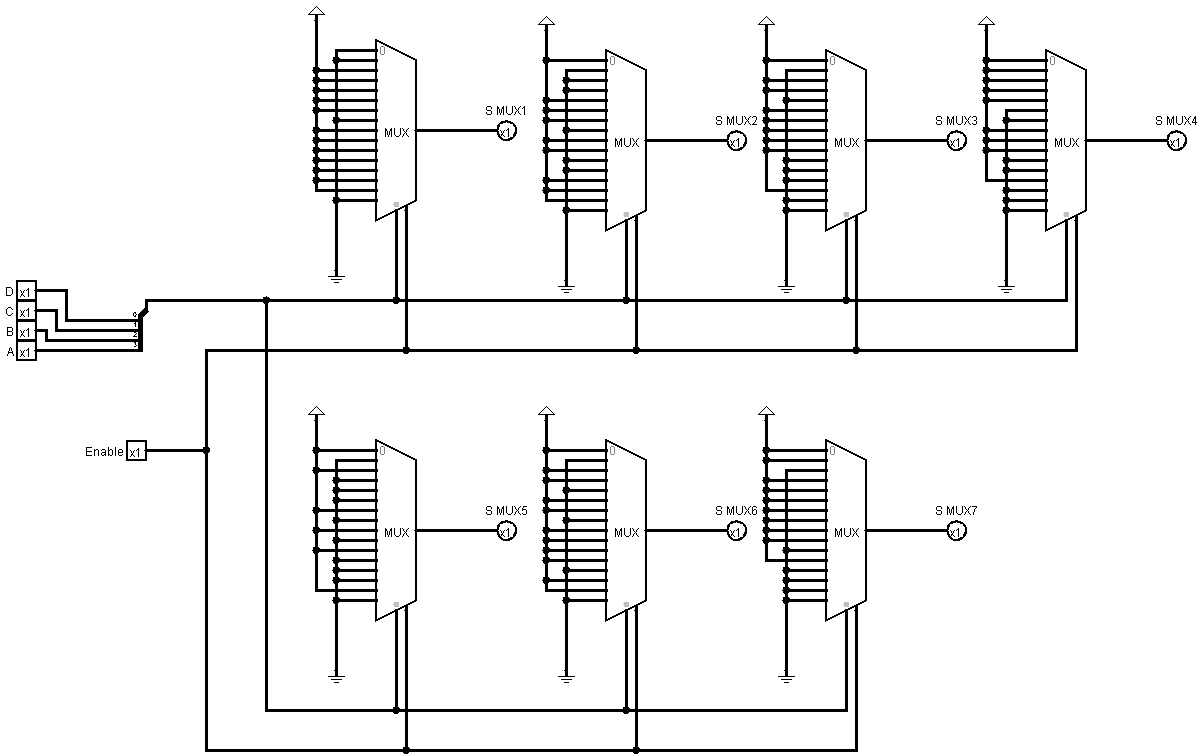 0
0
0
0
MUX
MUX
MUX
MUX
S MUX1
x1
S MUX2
x1
S MUX3
x1
S MUX4
x1
D x1
C x1
B x1
A x1
0
1
2
3
Enable x1
0
0
0
MUX
MUX
MUX
S MUX5
x1
S MUX6
x1
S MUX7
x1